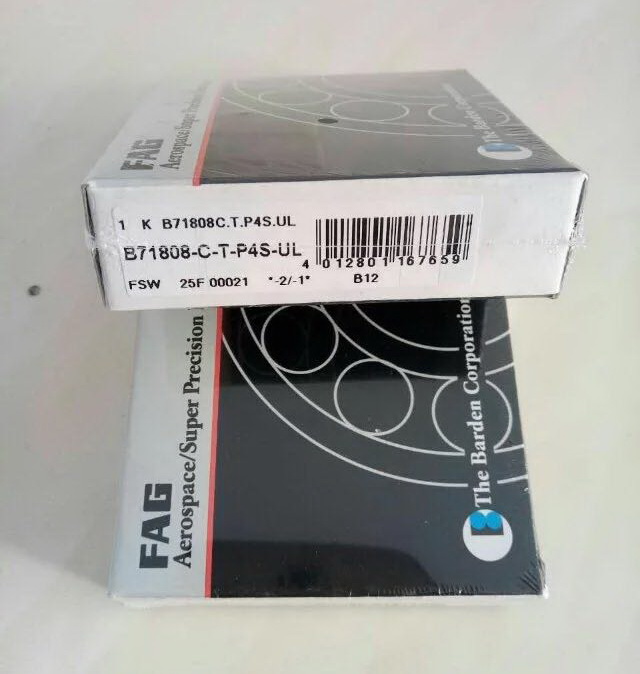 FAG
Aerospace/Super Precision
The Barden Corporation
1 K B71808C.T.P4S.UL
B71808-C-T-P4S-UL
4 012801 167659
FSW 25F 00021 *-2/-1* B12
FAG
Aerospace/Super Precision
The Barden Corporation
B